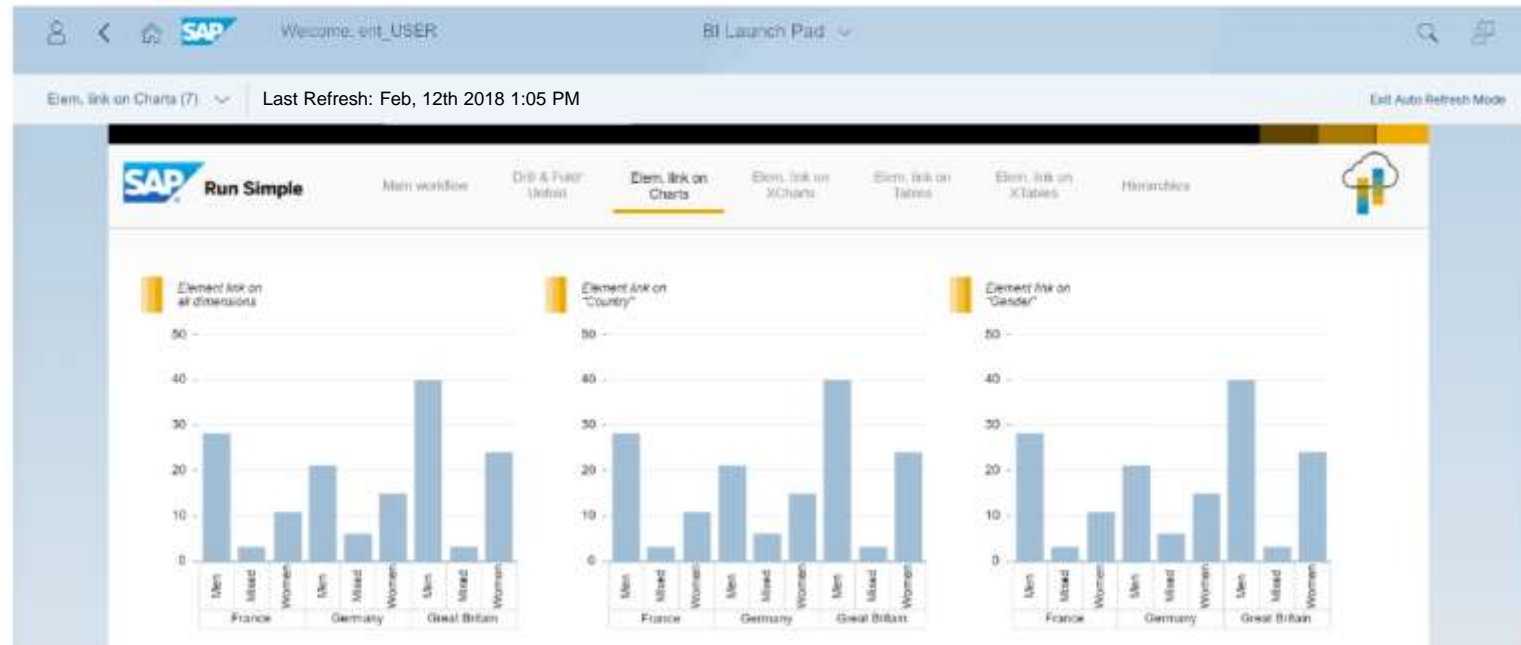 SAP
Welcome, ent_USER
BI Launch Pad
Elem. link on Charts (7)
Last Refresh: Feb, 12th 2018 1:05 PM
Exit Auto Refresh Mode
SAP
Run Simple
Main workflow
Drill & Fold/
Unfold
Elem. link on
Charts
Elem. link on
XCharts
Elem. link on
Tables
Elem. link on
XTables
Hierarchies
Element link on
all dimensions
50
40
30
20
10
0
Men
Mixed
Women
Men
Mixed
Women
Men
Mixed
Women
France
Germany
Great Britain
Element link on
"Country"
50
40
30
20
10
0
Men
Mixed
Women
Men
Mixed
Women
Men
Mixed
Women
France
Germany
Great Britain
Element link on
"Gender"
50
40
30
20
10
0
Men
Mixed
Women
Men
Mixed
Women
Men
Mixed
Women
France
Germany
Great Britain